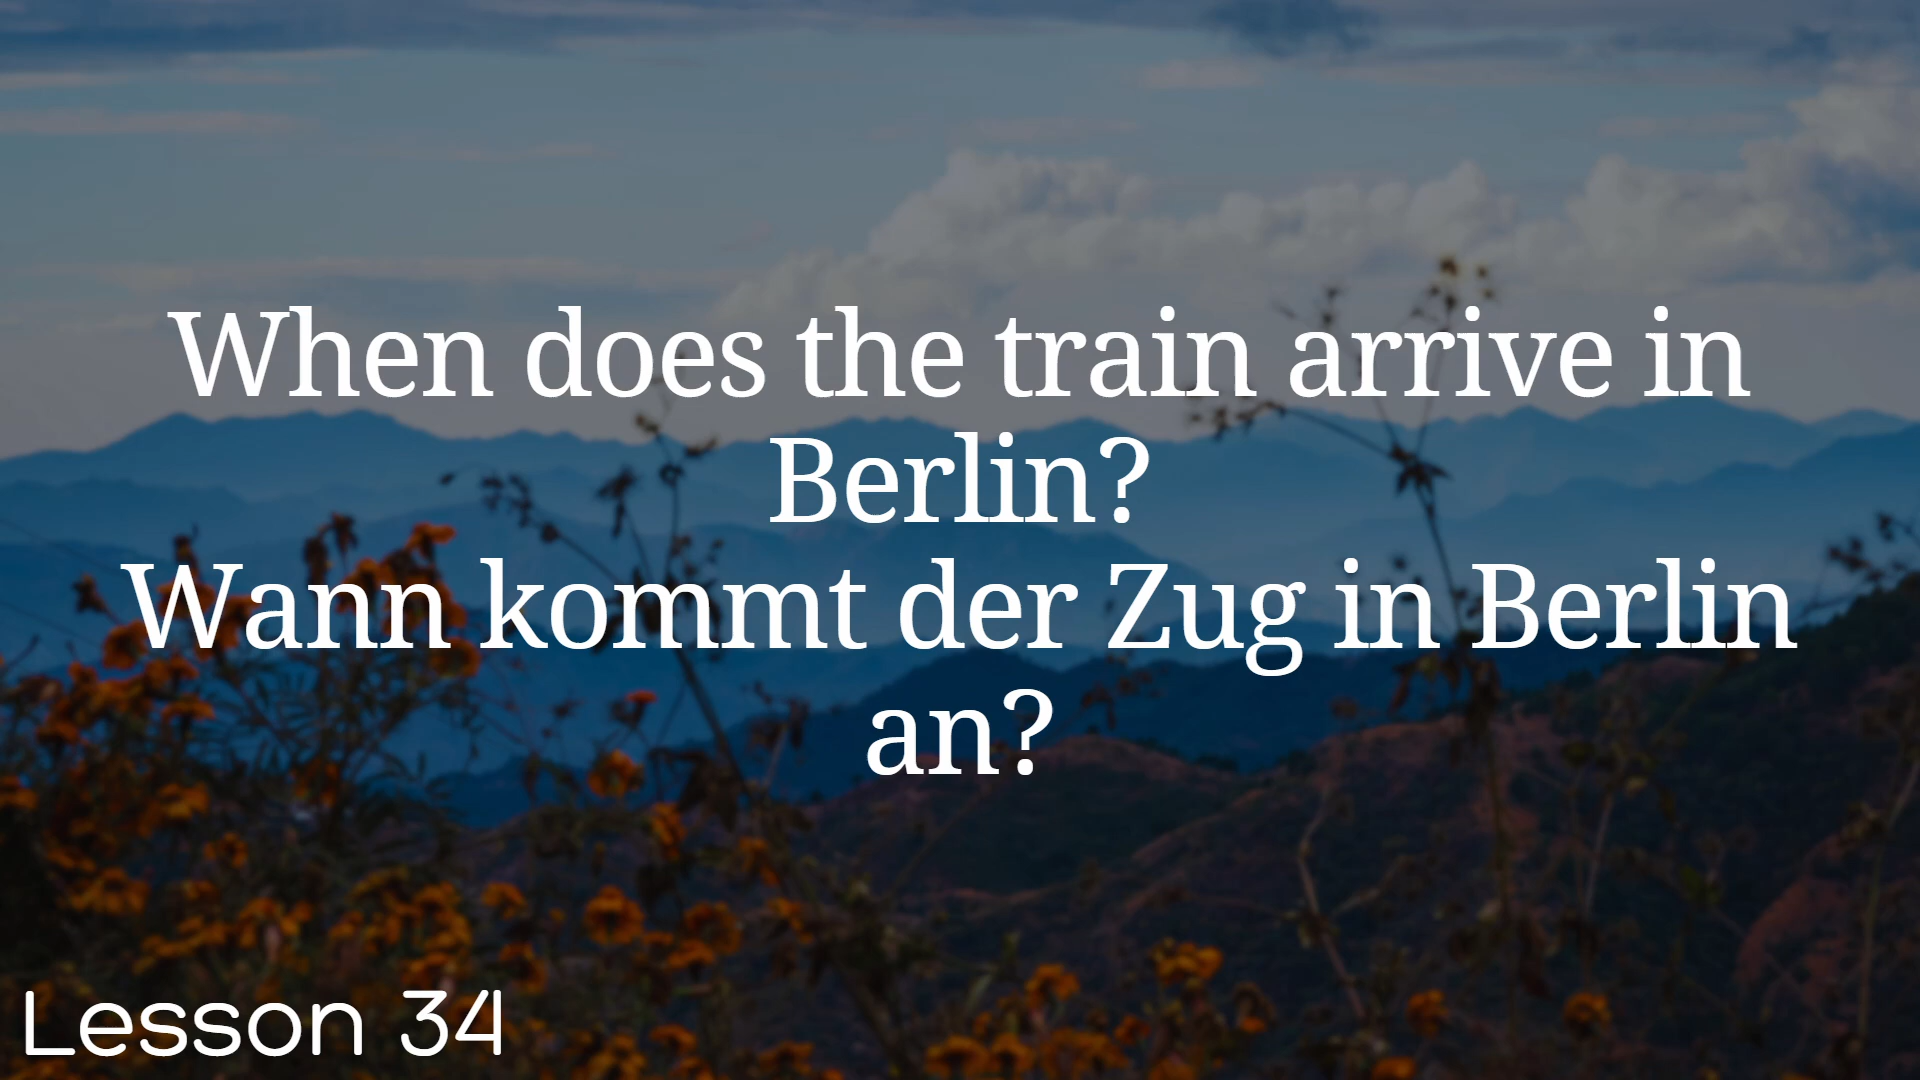 When does the train arrive in
Berlin?
Wann kommt der Zug in Berlin
an?
Lesson 34